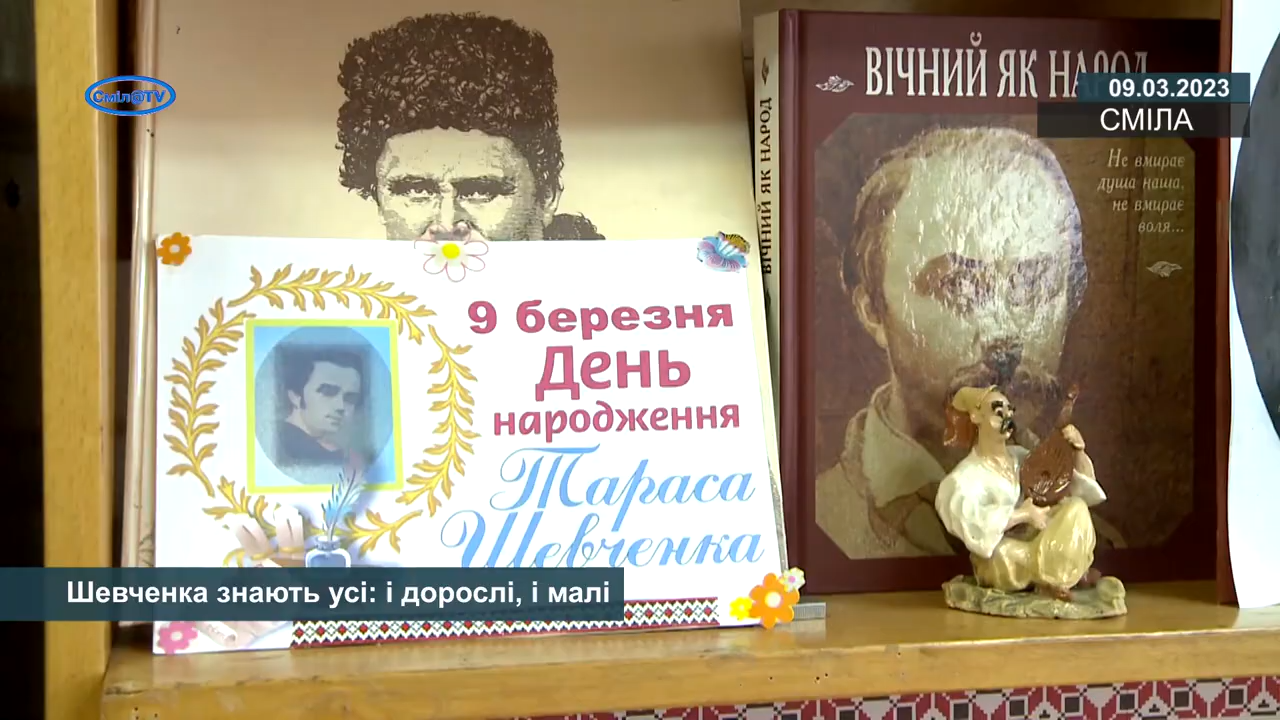 Сміл@TV
09.03.2023
СМІЛА
ВІЧНИЙ ЯК НАРОД
ВІЧНИЙ ЯК НАРОД
Не вмирає
душа наша,
не вмирає
воля...
9 березня
День
народження
Тараса
Шевченка
Шевченка знають усі: і дорослі, і малі